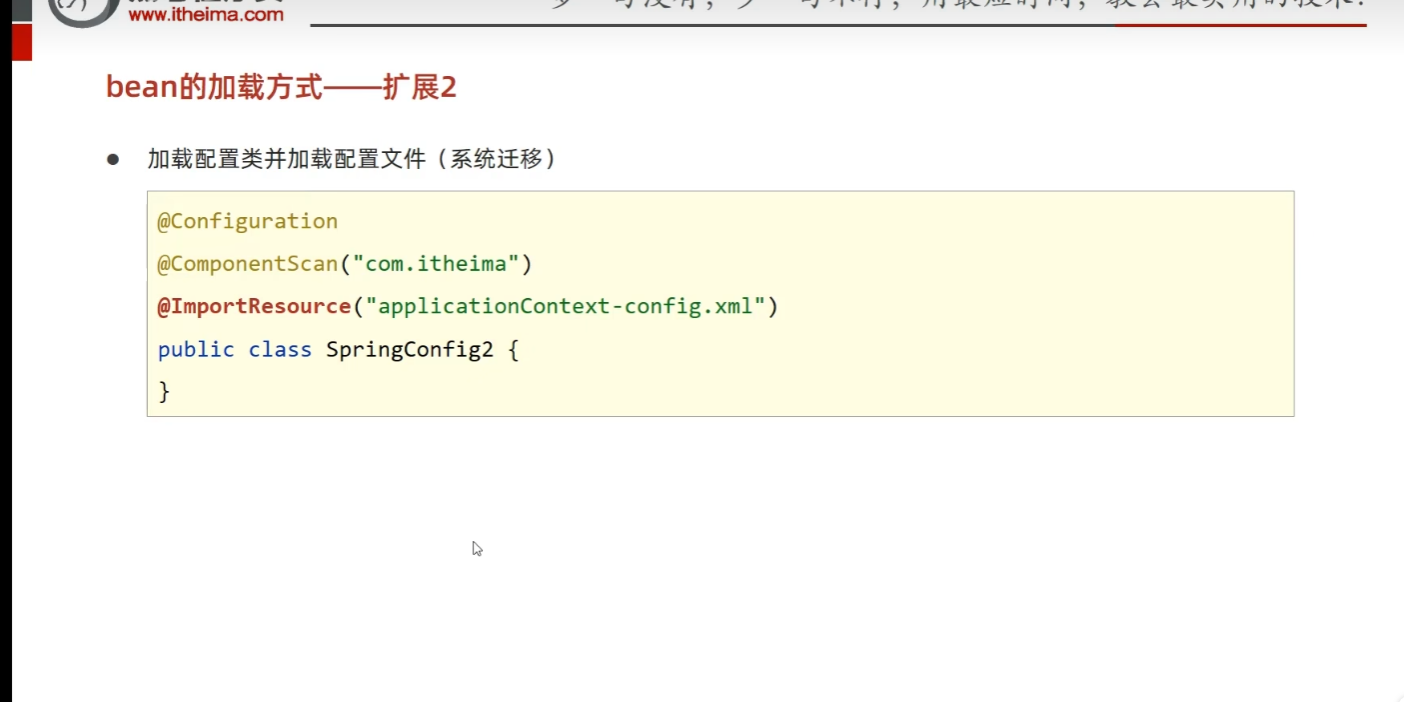 www.itheima.com
bean的加载方式——扩展2
● 加载配置类并加载配置文件（系统迁移）
@Configuration
@ComponentScan("com.itheima")
@ImportResource("applicationContext-config.xml")
public class SpringConfig2 {
}